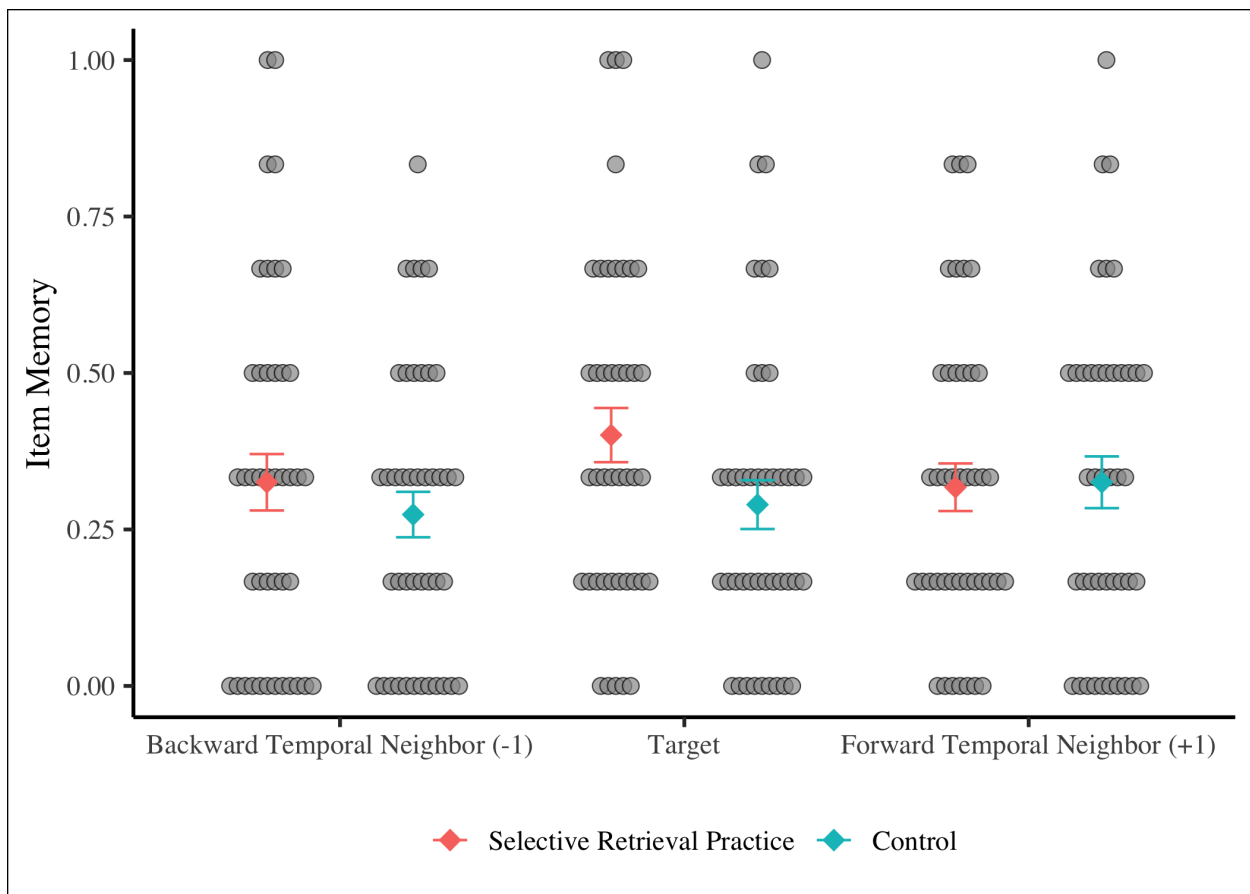 1.00
0.75
0.50
0.25
0.00
Item Memory
Backward Temporal Neighbor (-1) Target Forward Temporal Neighbor (+1)
Selective Retrieval Practice Control